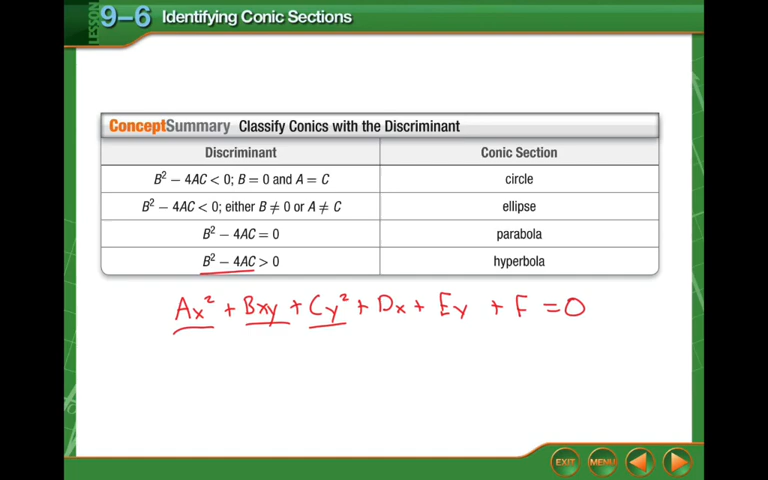 LESSON 9–6 Identifying Conic Sections
ConceptSummary Classify Conics with the Discriminant
Discriminant Conic Section
B² − 4AC < 0; B = 0 and A = C circle
B² − 4AC < 0; either B ≠ 0 or A ≠ C ellipse
B² − 4AC = 0 parabola
B² − 4AC > 0 hyperbola
Ax² + Bxy + Cy² + Dx + Ey + F = 0
EXIT MENU